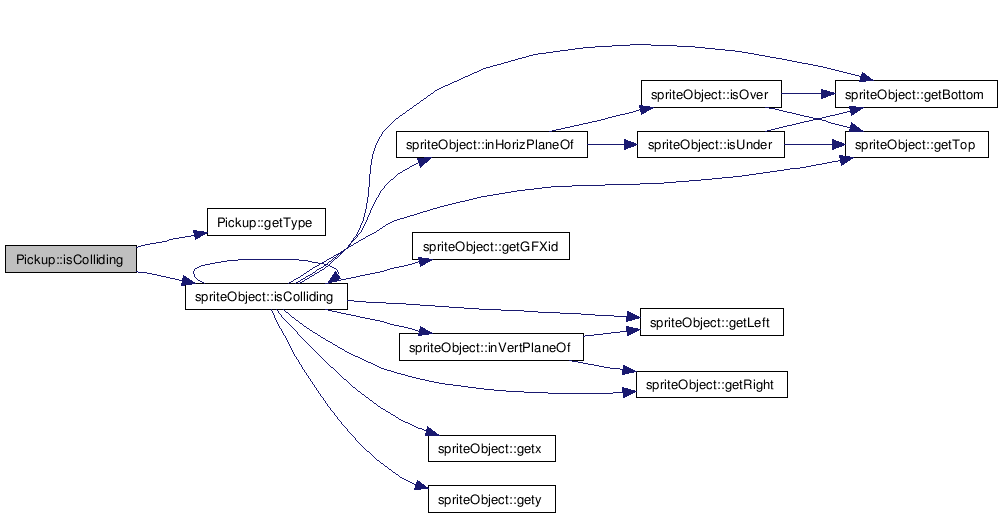 spriteObject::isOver
spriteObject::getBottom
spriteObject::inHorizPlaneOf
spriteObject::isUnder
spriteObject::getTop
Pickup::getType
Pickup::isColliding
spriteObject::getGFXid
spriteObject::isColliding
spriteObject::getLeft
spriteObject::inVertPlaneOf
spriteObject::getRight
spriteObject::getx
spriteObject::gety